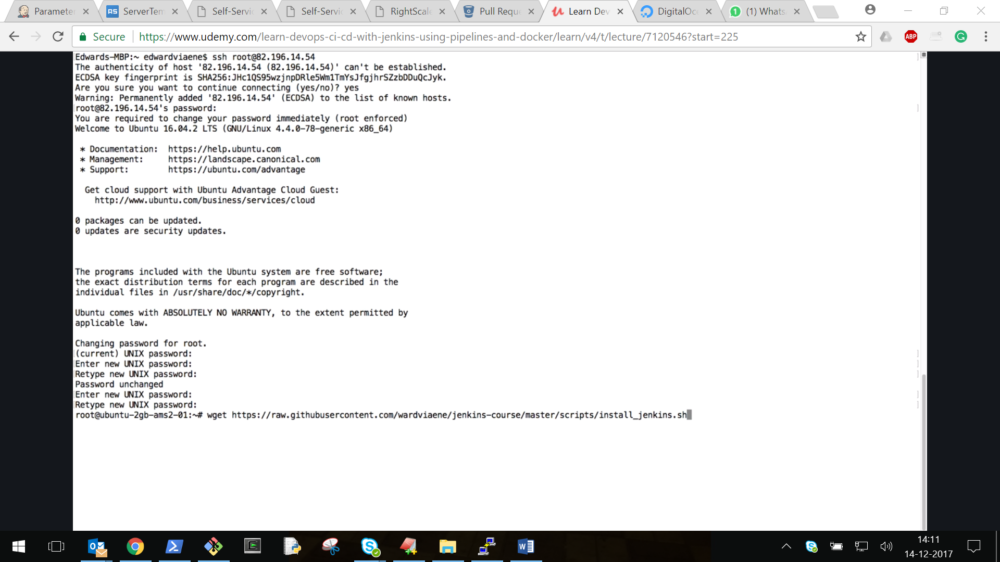 Parameter
ServerTem
Self-Servic
Self-Servic
RightScale
Pull Reque
Learn Dev
DigitalOce
(1) Whats
Secure
https://www.udemy.com/learn-devops-ci-cd-with-jenkins-using-pipelines-and-docker/learn/v4/t/lecture/7120546?start=225
ABP
Edwards-MBP:~ edwardviaene$ ssh root@82.196.14.54
The authenticity of host '82.196.14.54 (82.196.14.54)' can't be established.
ECDSA key fingerprint is SHA256:JHc1QS95wzjnpDRle5Wm1TmYsJfgjhrSZzbDDuQcJyk.
Are you sure you want to continue connecting (yes/no)? yes
Warning: Permanently added '82.196.14.54' (ECDSA) to the list of known hosts.
root@82.196.14.54's password:
You are required to change your password immediately (root enforced)
Welcome to Ubuntu 16.04.2 LTS (GNU/Linux 4.4.0-78-generic x86_64)
* Documentation: https://help.ubuntu.com
* Management: https://landscape.canonical.com
* Support: https://ubuntu.com/advantage
Get cloud support with Ubuntu Advantage Cloud Guest:
http://www.ubuntu.com/business/services/cloud
0 packages can be updated.
0 updates are security updates.
The programs included with the Ubuntu system are free software;
the exact distribution terms for each program are described in the
individual files in /usr/share/doc/*/copyright.
Ubuntu comes with ABSOLUTELY NO WARRANTY, to the extent permitted by
applicable law.
Changing password for root.
(current) UNIX password:
Enter new UNIX password:
Retype new UNIX password:
Password unchanged
Enter new UNIX password:
Retype new UNIX password:
root@ubuntu-2gb-ams2-01:~# wget https://raw.githubusercontent.com/wardviaene/jenkins-course/master/scripts/install_jenkins.sh
14:11
14-12-2017